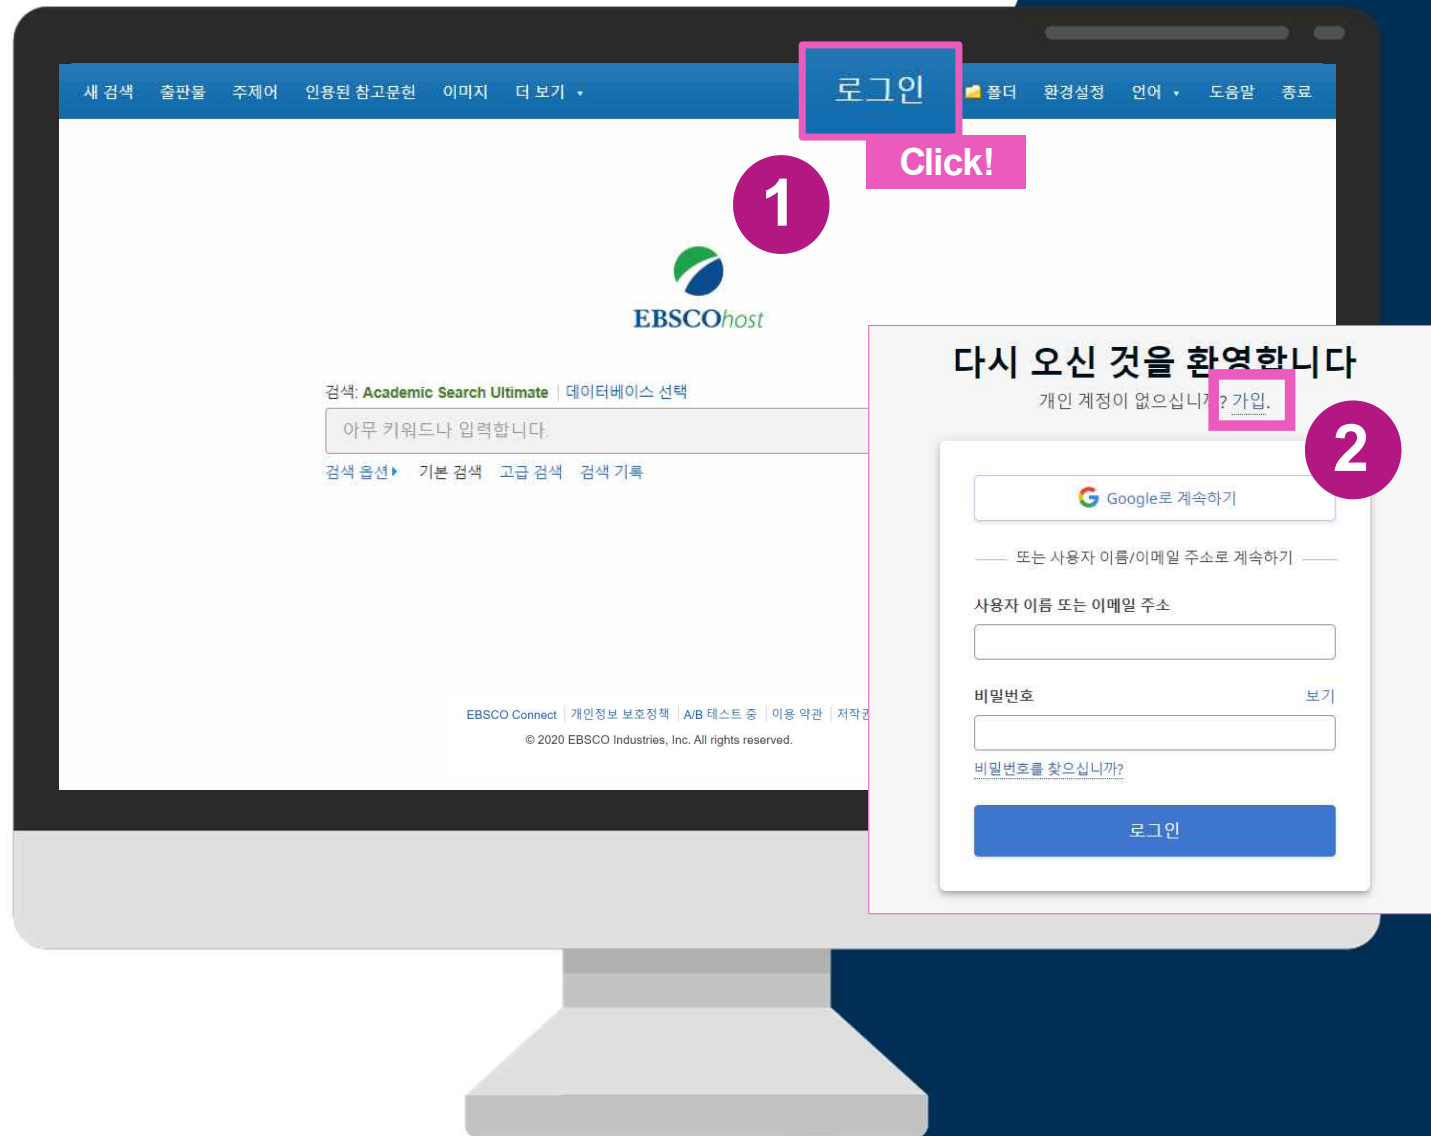 새 검색 출판물 주제어 인용된 참고문헌 이미지 더 보기 로그인 폴더 환경설정 언어 도움말 종료
Click!
1
EBSCOhost
검색: Academic Search Ultimate 데이터베이스 선택
아무 키워드나 입력합니다.
검색 옵션 기본 검색 고급 검색 검색 기록
EBSCO Connect 개인정보 보호정책 A/B 테스트 중 이용 약관
© 2020 EBSCO Industries, Inc. All rights reserved.
다시 오신 것을 환영합니다
개인 계정이 없으십니까? 가입.
2
Google로 계속하기
또는 사용자 이름/이메일 주소로 계속하기
사용자 이름 또는 이메일 주소
비밀번호 보기
비밀번호를 찾으십니까?
로그인